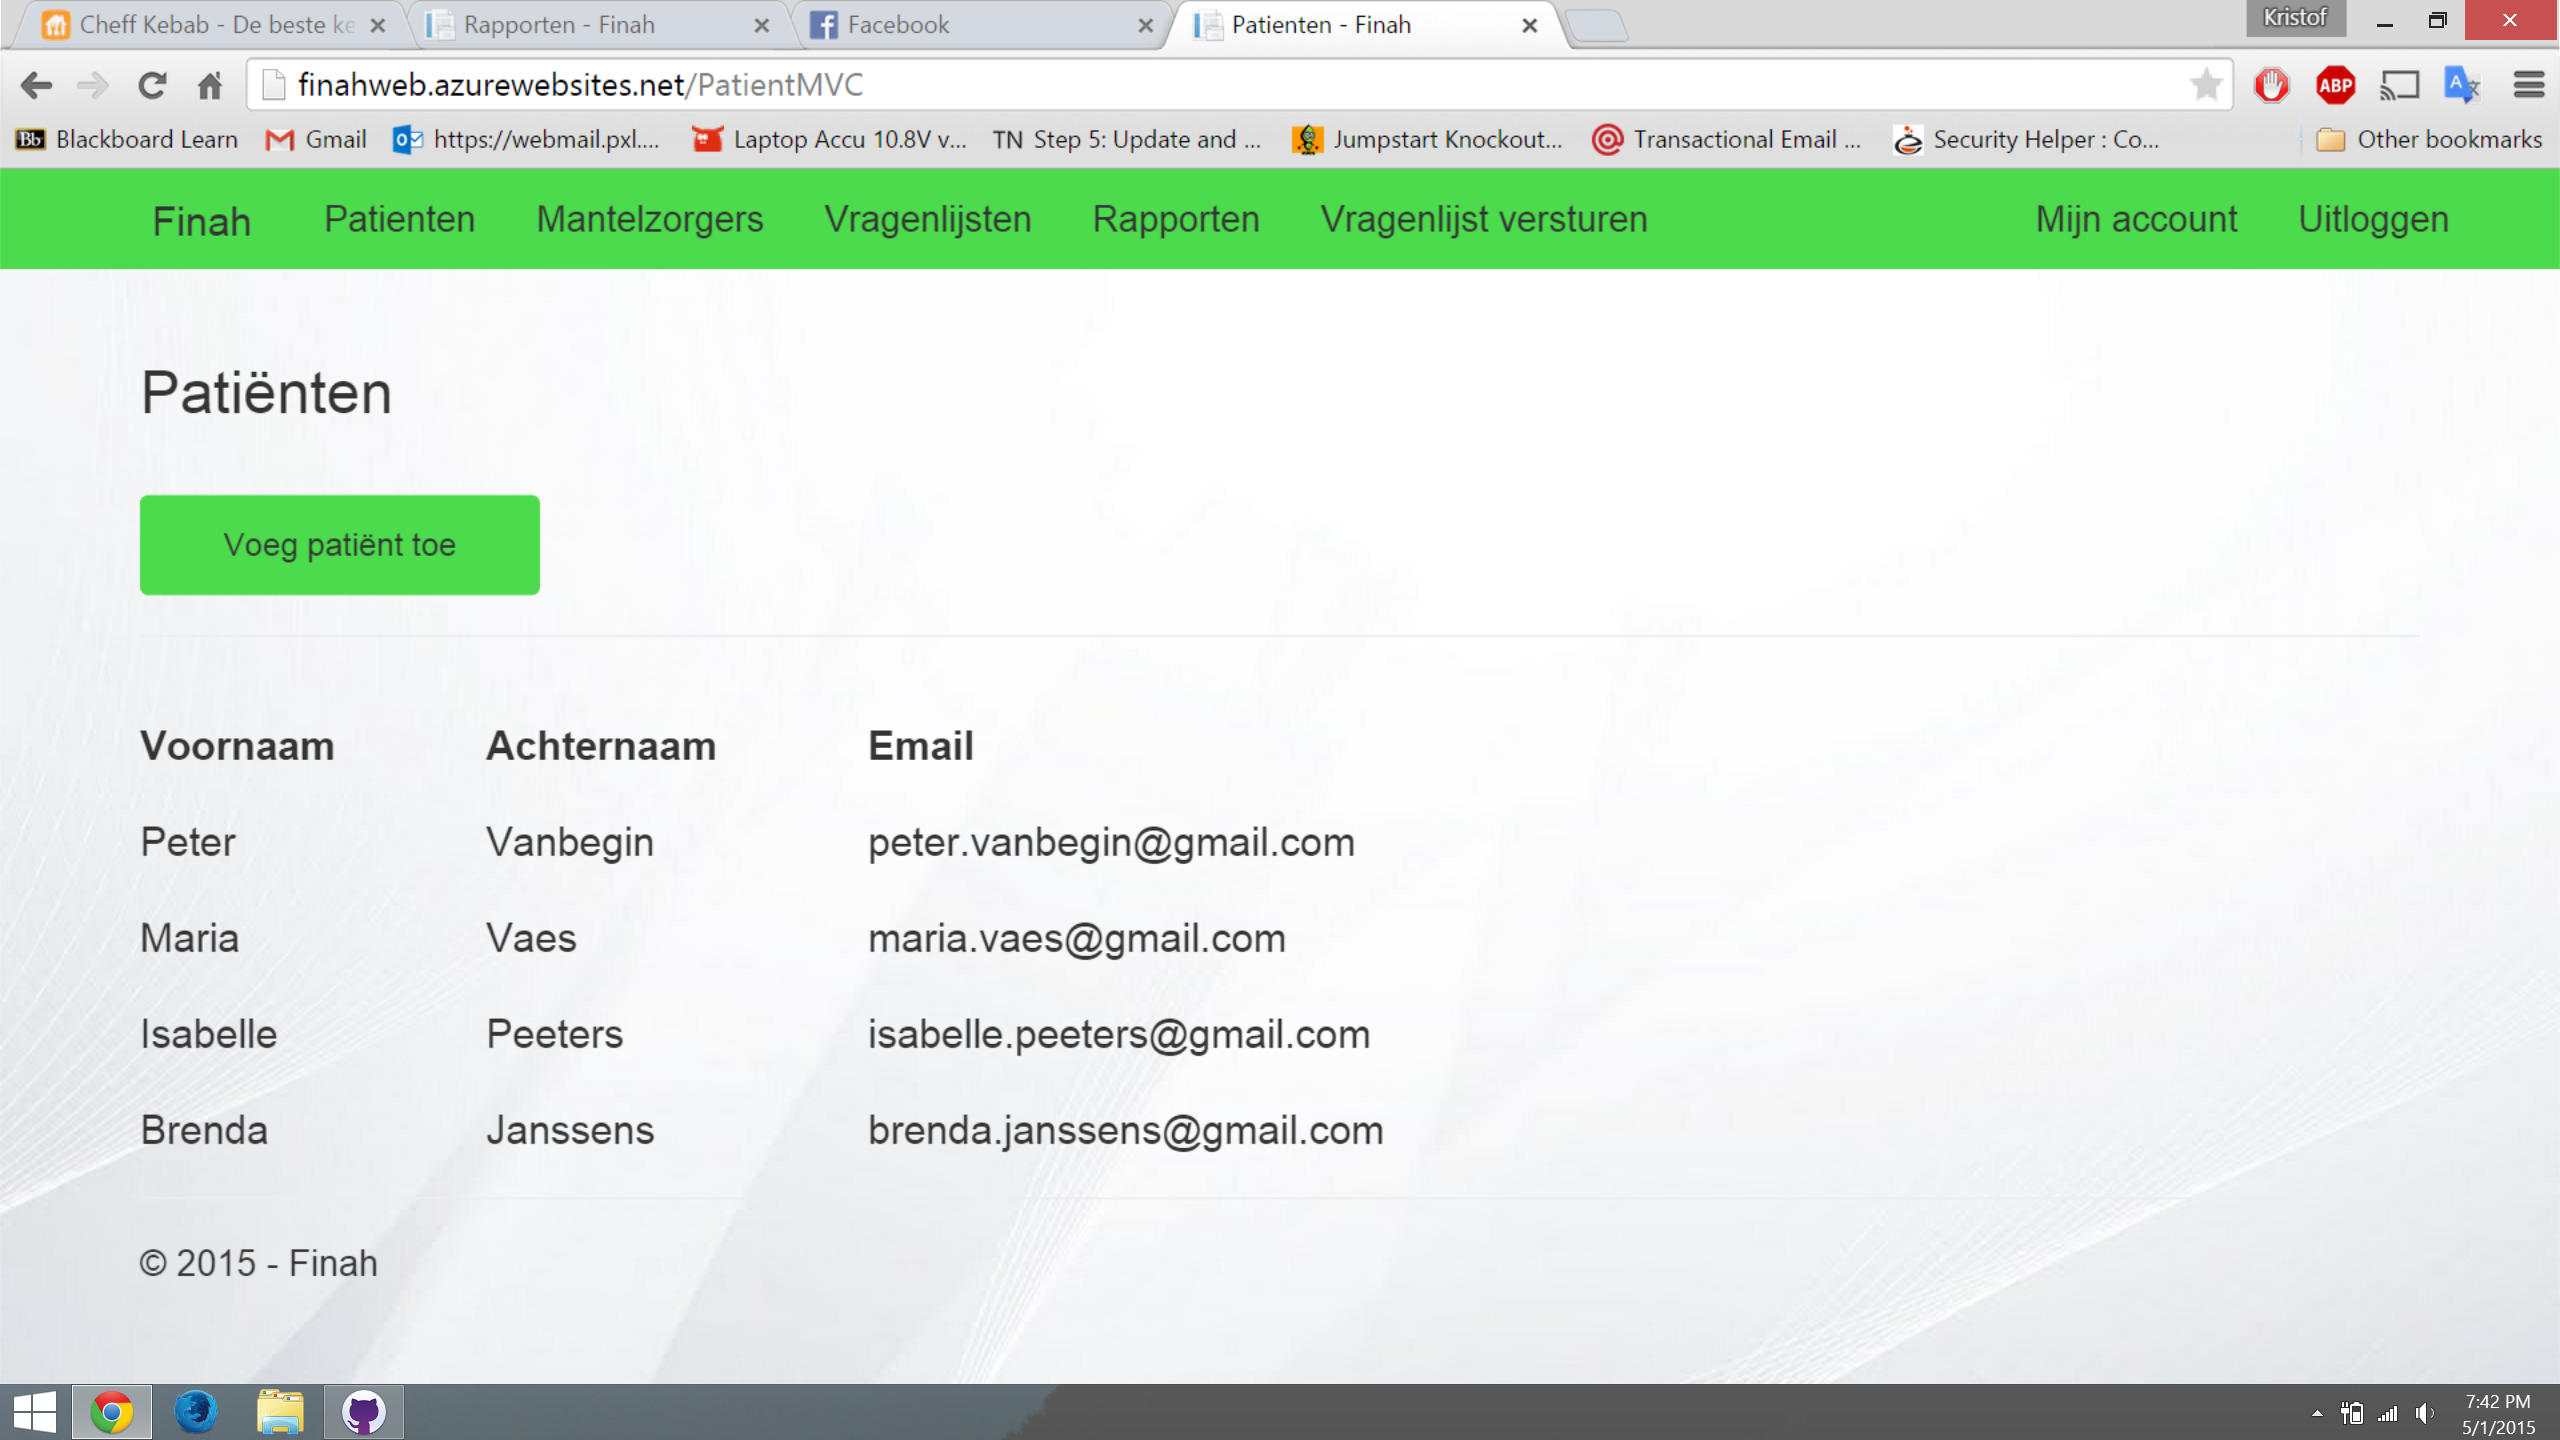 Cheff Kebab - De beste ke
Rapporten - Finah
Facebook
Patienten - Finah
Kristof
finahweb.azurewebsites.net/PatientMVC
ABP
Blackboard Learn
Gmail
https://webmail.pxl....
Laptop Accu 10.8V v...
TN Step 5: Update and ...
Jumpstart Knockout...
Transactional Email ...
Security Helper : Co...
Other bookmarks
Finah Patienten Mantelzorgers Vragenlijsten Rapporten Vragenlijst versturen Mijn account Uitloggen
Patiënten
Voeg patiënt toe
Voornaam Achternaam Email
Peter Vanbegin peter.vanbegin@gmail.com
Maria Vaes maria.vaes@gmail.com
Isabelle Peeters isabelle.peeters@gmail.com
Brenda Janssens brenda.janssens@gmail.com
© 2015 - Finah
7:42 PM
5/1/2015